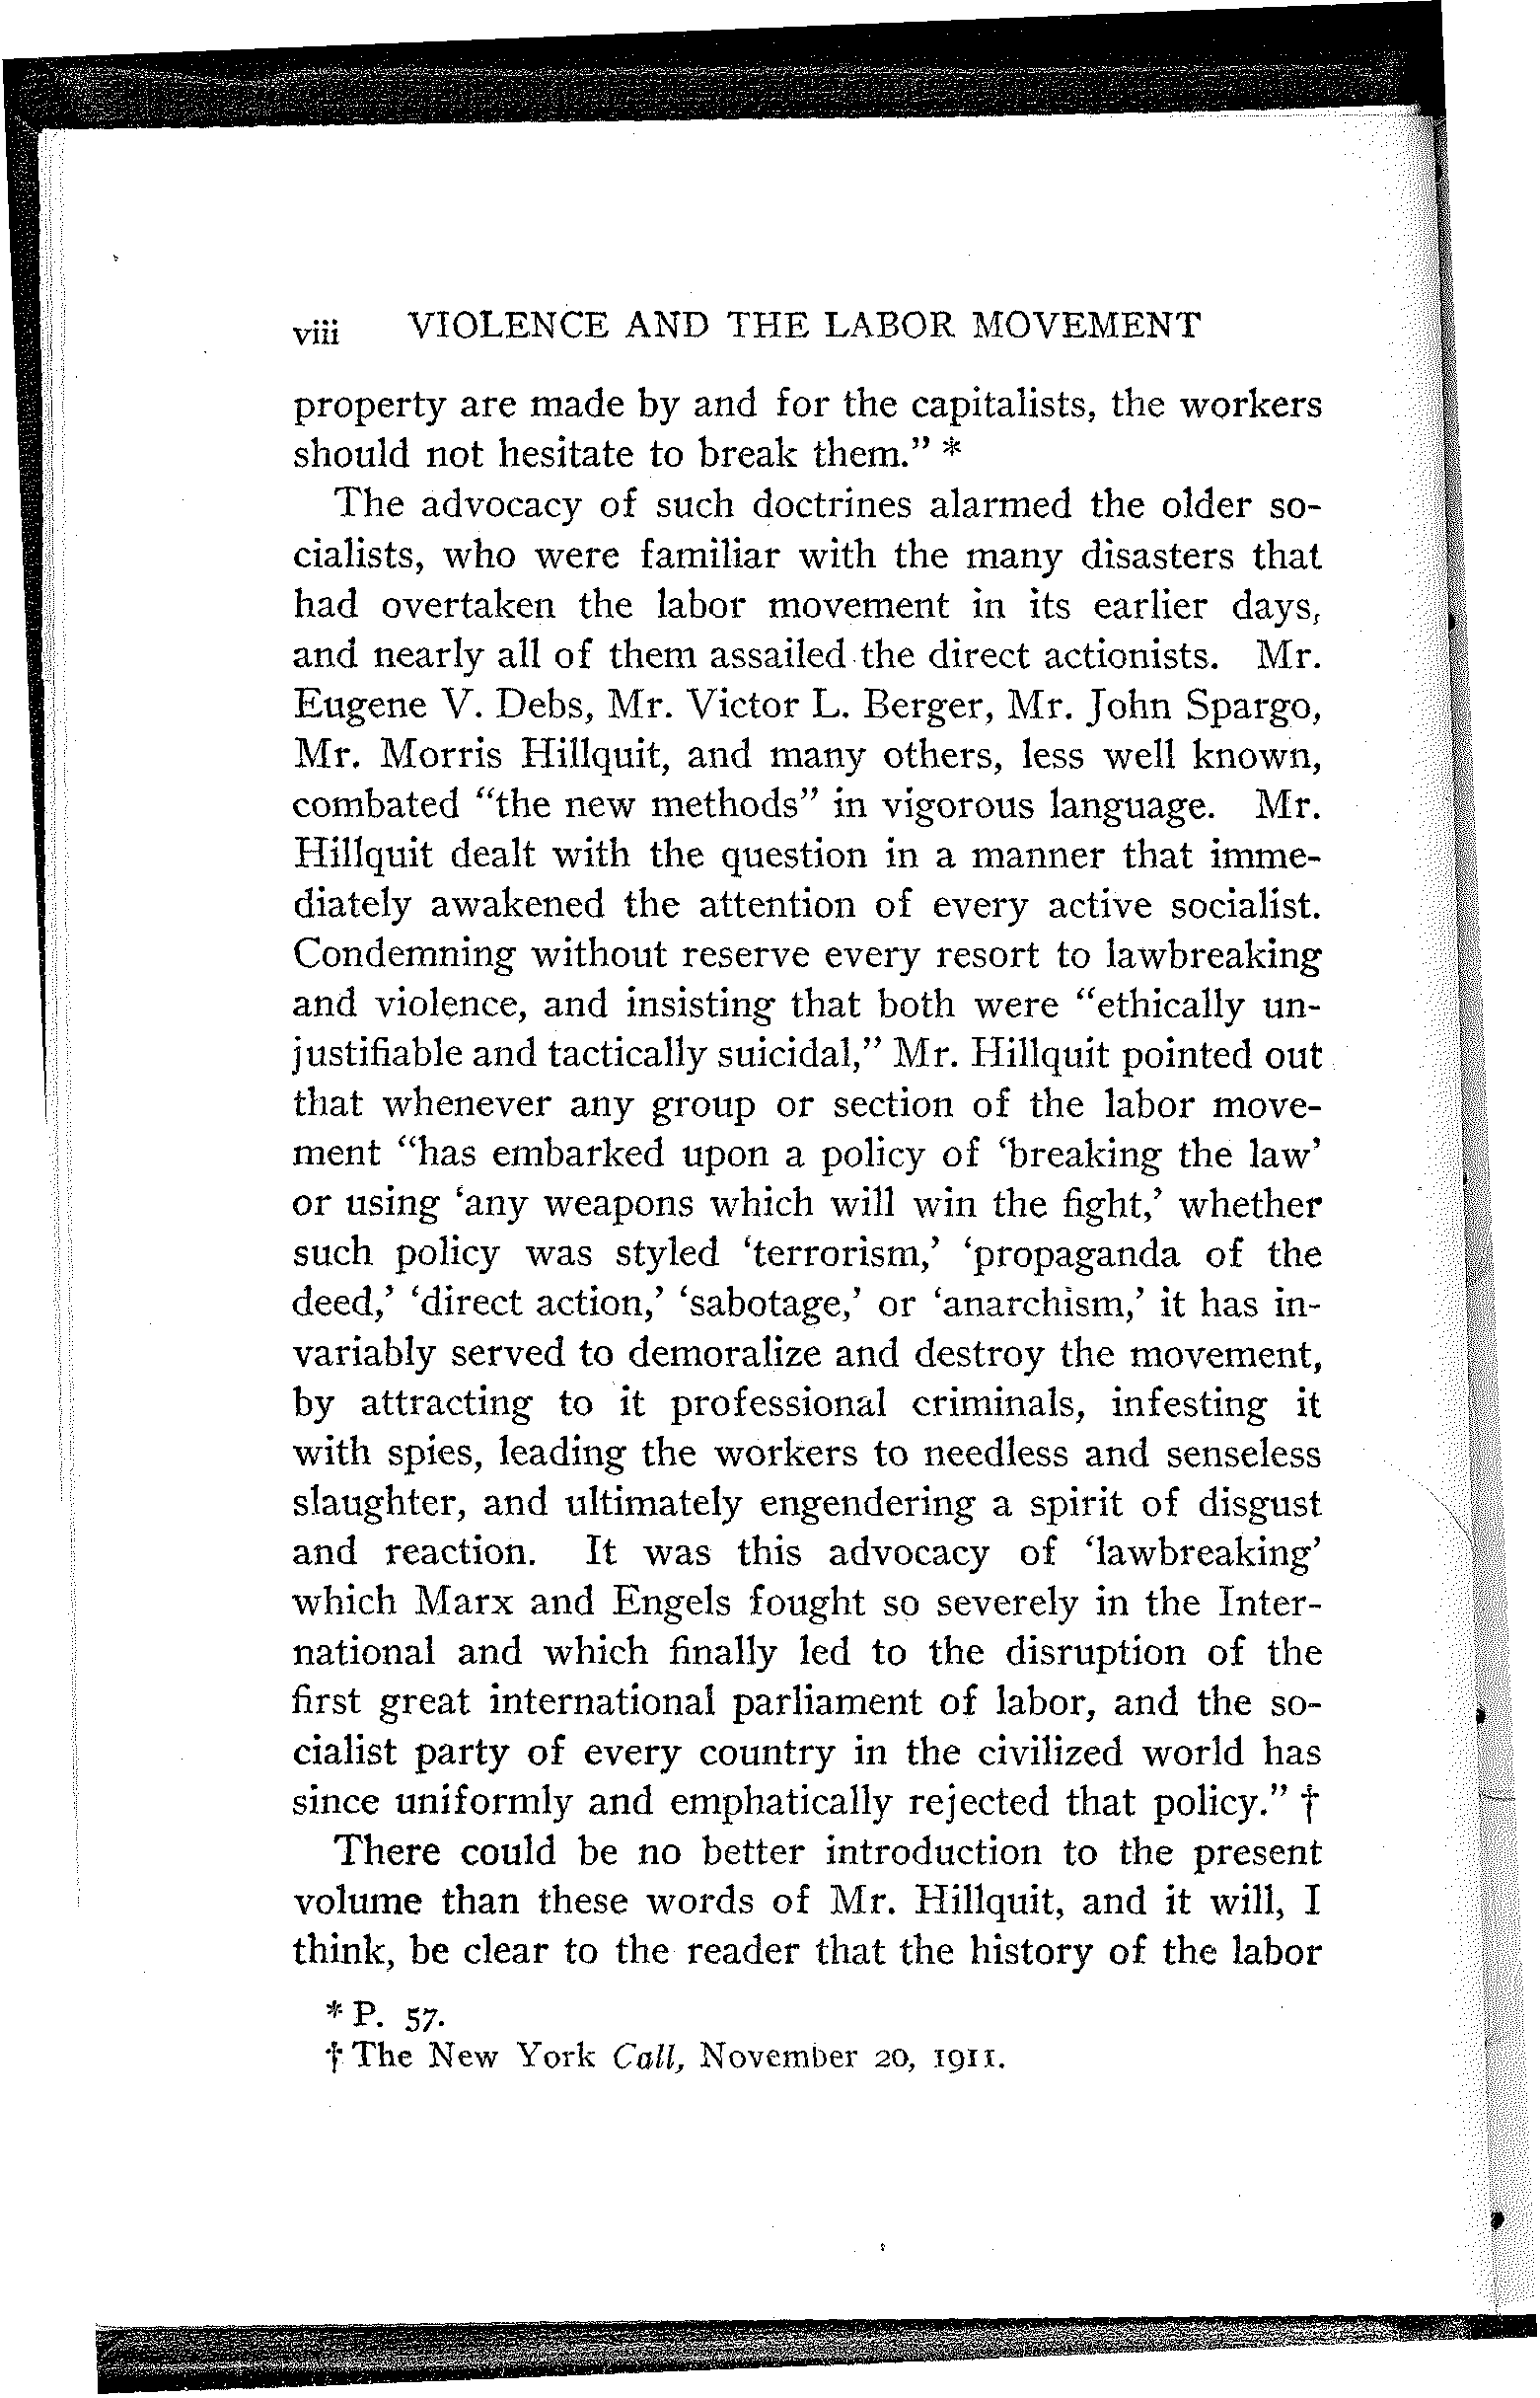 viii VIOLENCE AND THE LABOR MOVEMENT
property are made by and for the capitalists, the workers
should not hesitate to break them." *
The advocacy of such doctrines alarmed the older so-
cialists, who were familiar with the many disasters that
had overtaken the labor movement in its earlier days,
and nearly all of them assailed the direct actionists. Mr.
Eugene V. Debs, Mr. Victor L. Berger, Mr. John Spargo,
Mr. Morris Hillquit, and many others, less well known,
combated "the new methods" in vigorous language. Mr.
Hillquit dealt with the question in a manner that imme-
diately awakened the attention of every active socialist.
Condemning without reserve every resort to lawbreaking
and violence, and insisting that both were "ethically un-
justifiable and tactically suicidal," Mr. Hillquit pointed out
that whenever any group or section of the labor move-
ment "has embarked upon a policy of 'breaking the law'
or using 'any weapons which will win the fight,' whether
such policy was styled 'terrorism,' 'propaganda of the
deed,' 'direct action,' 'sabotage,' or 'anarchism,' it has in-
variably served to demoralize and destroy the movement,
by attracting to it professional criminals, infesting it
with spies, leading the workers to needless and senseless
slaughter, and ultimately engendering a spirit of disgust
and reaction. It was this advocacy of 'lawbreaking'
which Marx and Engels fought so severely in the Inter-
national and which finally led to the disruption of the
first great international parliament of labor, and the so-
cialist party of every country in the civilized world has
since uniformly and emphatically rejected that policy." †
There could be no better introduction to the present
volume than these words of Mr. Hillquit, and it will, I
think, be clear to the reader that the history of the labor
* P. 57.
† The New York Call, November 20, 1911.